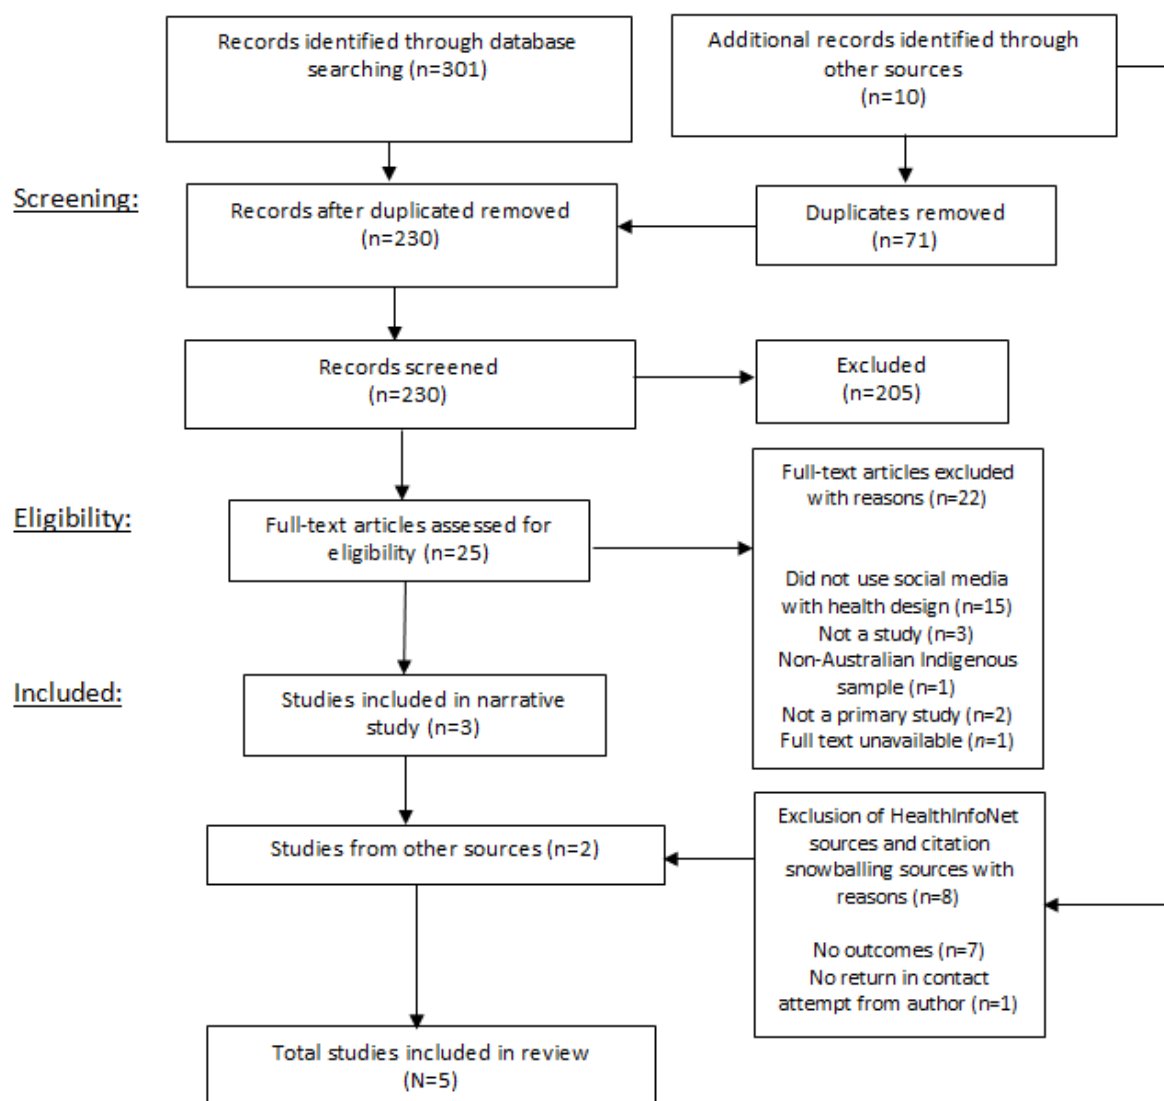 Records identified through database
searching (n=301)
Additional records identified through
other sources
(n=10)
Screening:
Records after duplicated removed
(n=230)
Duplicates removed
(n=71)
Records screened
(n=230)
Excluded
(n=205)
Eligibility:
Full-text articles assessed for
eligibility (n=25)
Full-text articles excluded
with reasons (n=22)
Did not use social media
with health design (n=15)
Not a study (n=3)
Non-Australian Indigenous
sample (n=1)
Not a primary study (n=2)
Full text unavailable (n=1)
Included:
Studies included in narrative
study (n=3)
Studies from other sources (n=2)
Exclusion of HealthInfoNet
sources and citation
snowballing sources with
reasons (n=8)
No outcomes (n=7)
No return in contact
attempt from author (n=1)
Total studies included in review
(N=5)